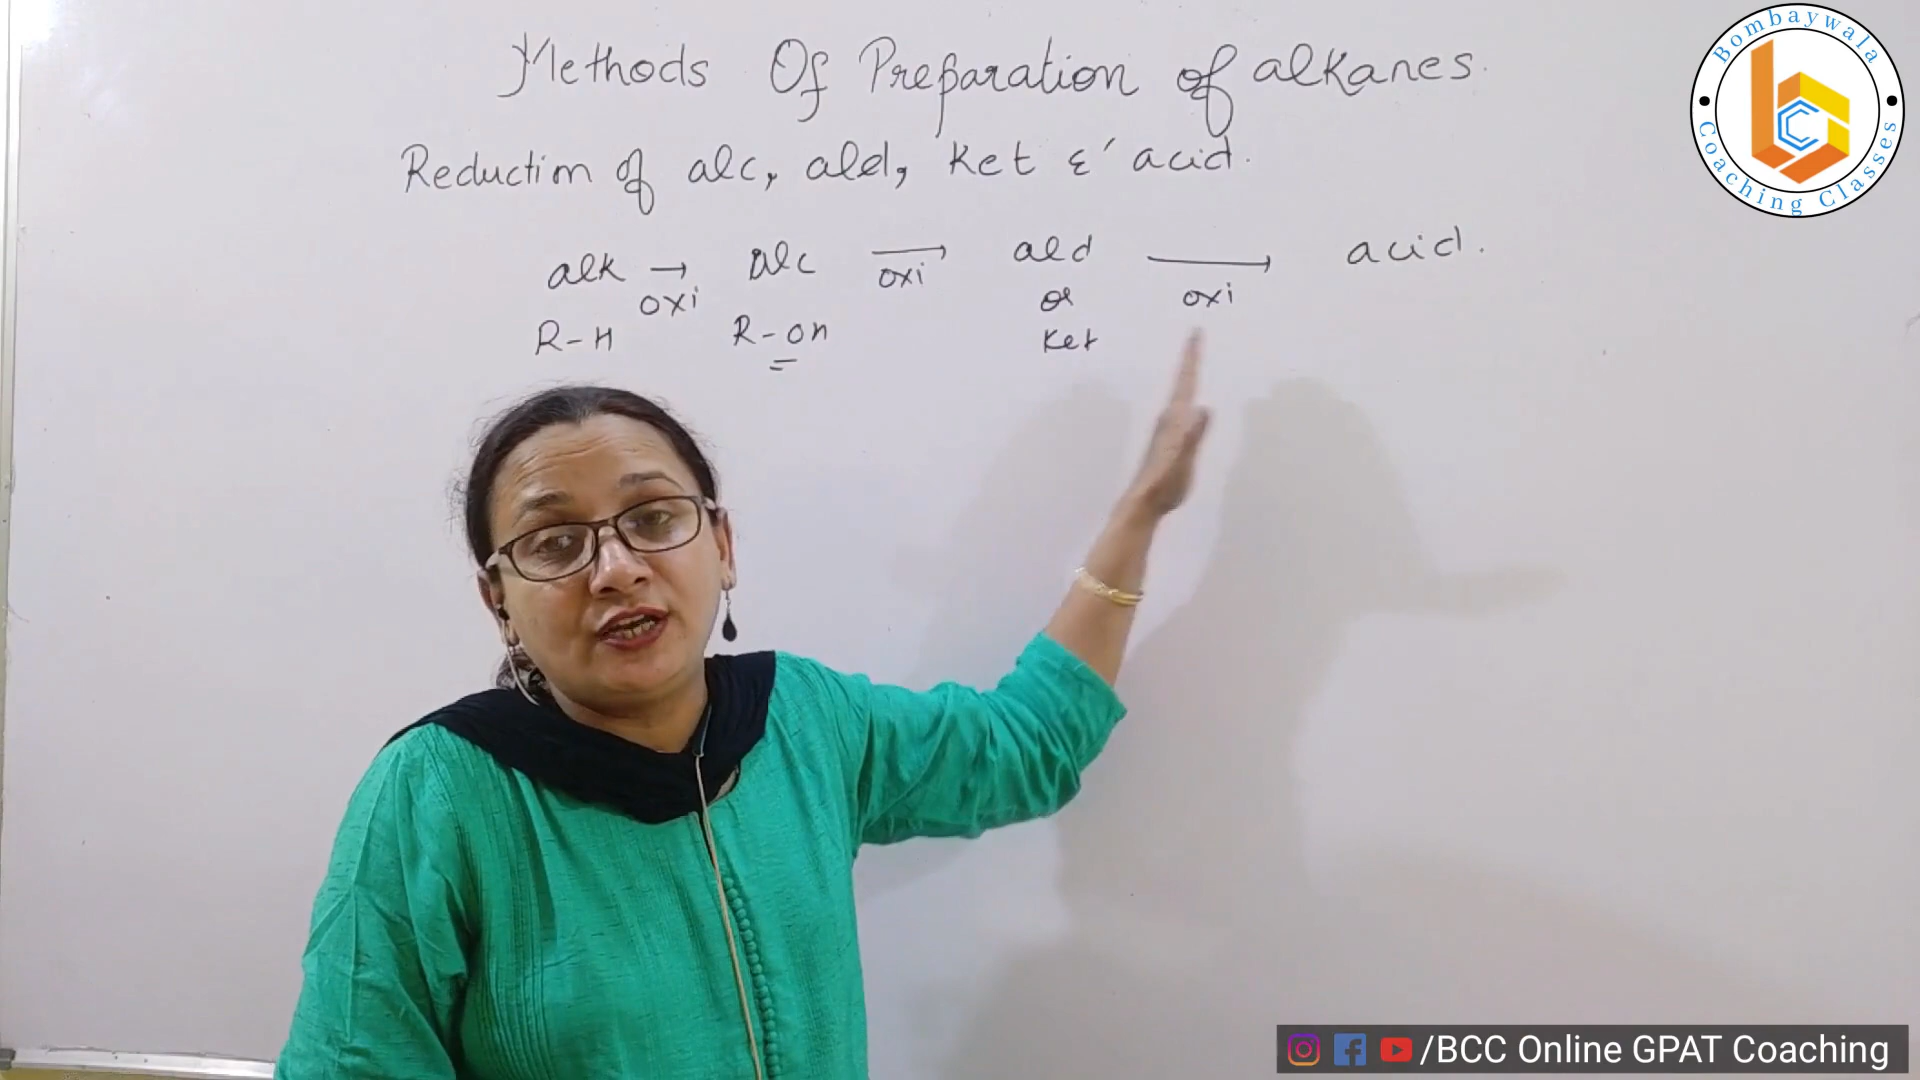 Methods Of Preparation of alkanes.
Reduction of alc, ald, Ket & acid.
alk → alc → ald → acid.
oxi oxi or oxi
R-H R-OH Ket
Bombaywala
Coaching Classes
/BCC Online GPAT Coaching